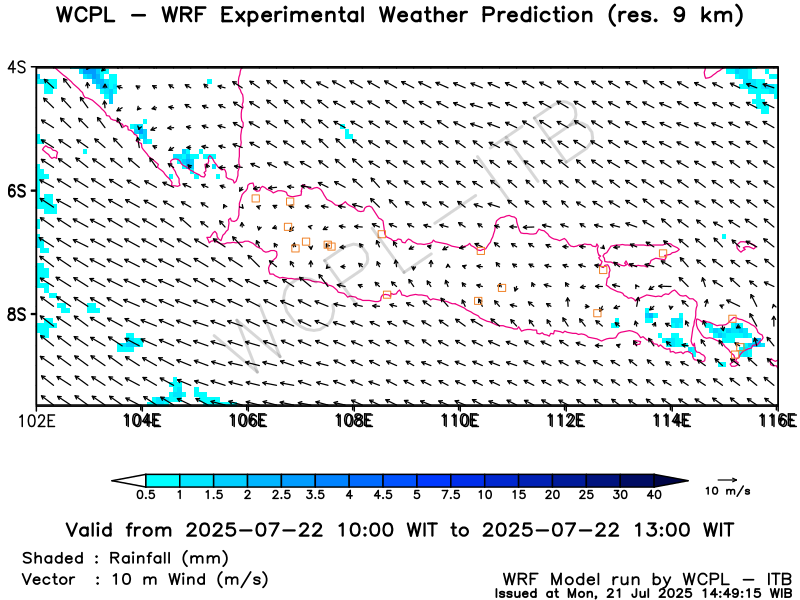 WCPL – WRF Experimental Weather Prediction (res. 9 km)
4S
6S
8S
WCPL-ITB
102E 104E 106E 108E 110E 112E 114E 116E
0.5 1 1.5 2 2.5 3.5 4 4.5 5 7.5 10 15 20 25 30 40
10 m/s
Valid from 2025-07-22 10:00 WIT to 2025-07-22 13:00 WIT
Shaded : Rainfall (mm)
Vector : 10 m Wind (m/s)
WRF Model run by WCPL – ITB
Issued at Mon, 21 Jul 2025 14:49:15 WIB